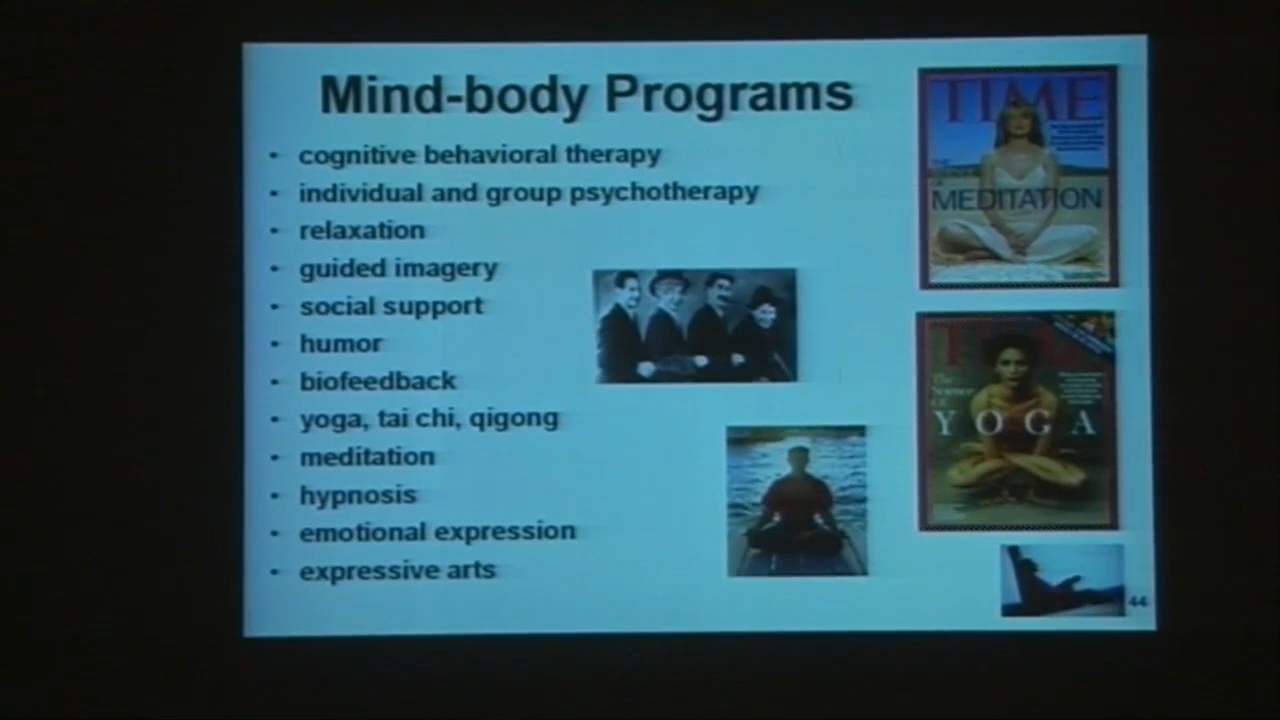 Mind-body Programs
• cognitive behavioral therapy
• individual and group psychotherapy
• relaxation
• guided imagery
• social support
• humor
• biofeedback
• yoga, tai chi, qigong
• meditation
• hypnosis
• emotional expression
• expressive arts
TIME
MEDITATION
YOGA
44